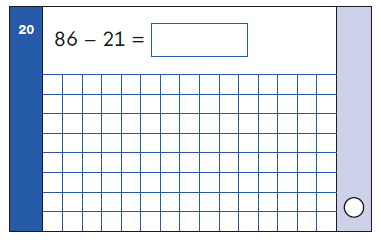 20
86 – 21 =